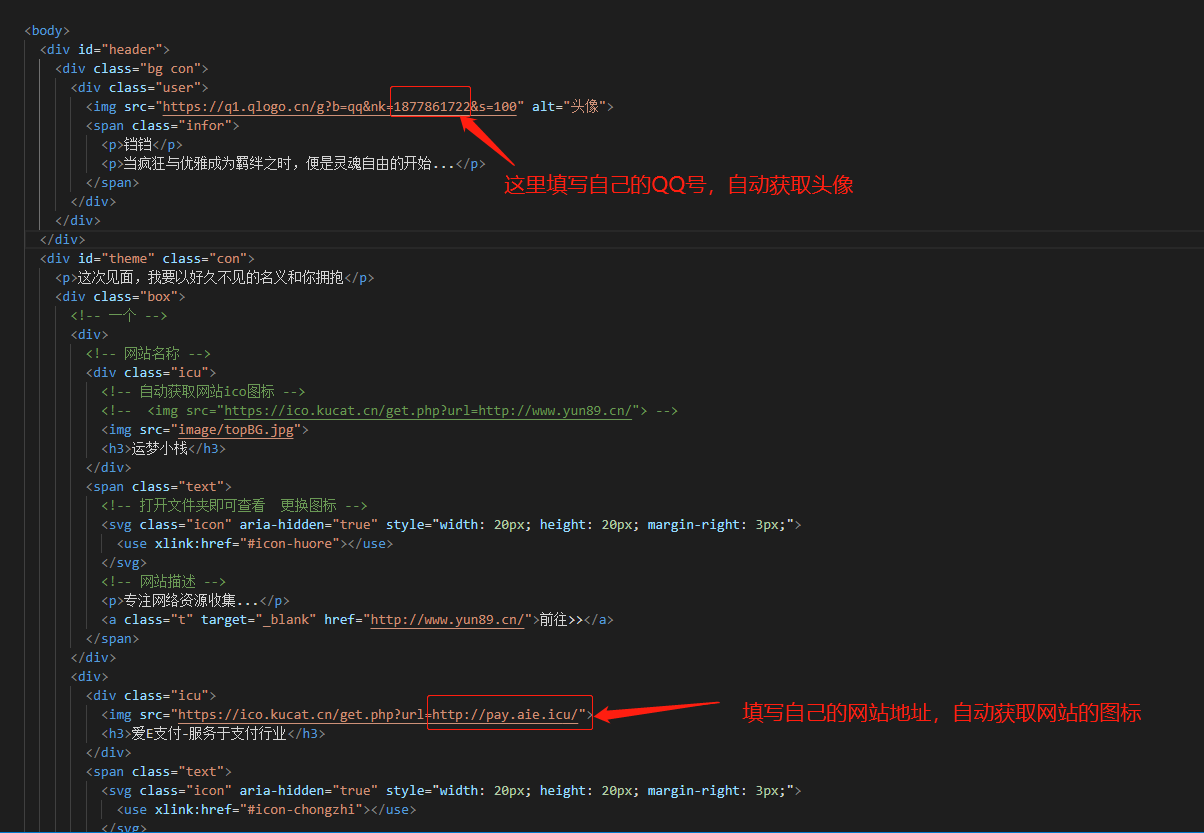 <body>
<div id="header">
<div class="bg con">
<div class="user">
<img src="https://q1.qlogo.cn/g?b=qq&nk=1877861722&s=100" alt="头像">
<span class="infor">
<p>铛铛</p>
<p>当疯狂与优雅成为羁绊之时，便是灵魂自由的开始...</p>
这里填写自己的QQ号，自动获取头像
</span>
</div>
</div>
</div>
<div id="theme" class="con">
<p>这次见面，我要以好久不见的名义和你拥抱</p>
<div class="box">
<!-- 一个 -->
<div>
<!-- 网站名称 -->
<div class="icu">
<!-- 自动获取网站ico图标 -->
<!--  <img src="https://ico.kucat.cn/get.php?url=http://www.yun89.cn/"> -->
<img src="image/topBG.jpg">
<h3>运梦小栈</h3>
</div>
<span class="text">
<!-- 打开文件夹即可查看  更换图标 -->
<svg class="icon" aria-hidden="true" style="width: 20px; height: 20px; margin-right: 3px;">
<use xlink:href="#icon-huore"></use>
</svg>
<!-- 网站描述 -->
<p>专注网络资源收集...</p>
<a class="t" target="_blank" href="http://www.yun89.cn/">前往>></a>
</span>
</div>
<div>
<div class="icu">
<img src="https://ico.kucat.cn/get.php?url=http://pay.aie.icu/">
填写自己的网站地址，自动获取网站的图标
<h3>爱E支付-服务于支付行业</h3>
</div>
<span class="text">
<svg class="icon" aria-hidden="true" style="width: 20px; height: 20px; margin-right: 3px;">
<use xlink:href="#icon-chongzhi"></use>
</svg>